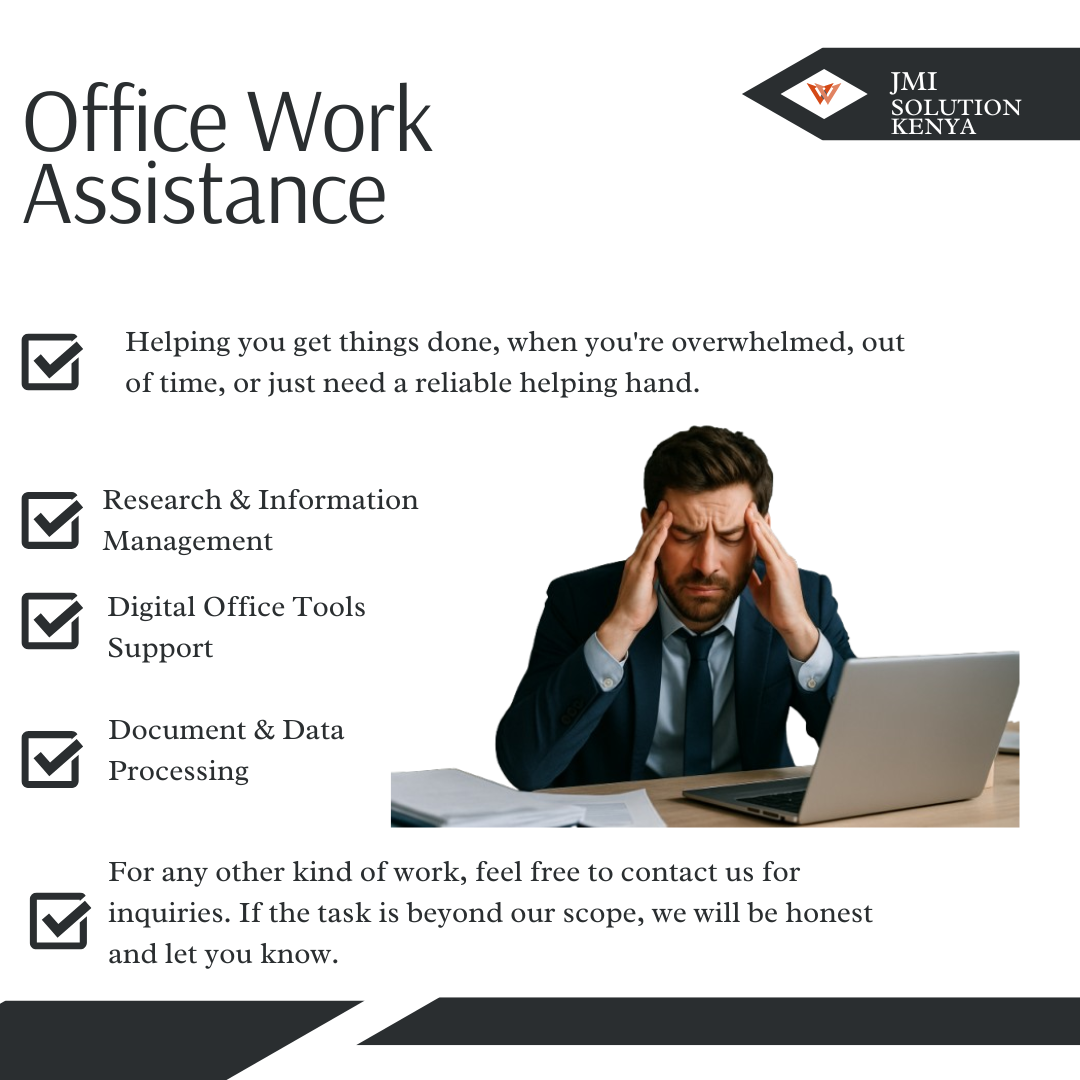 JMI
SOLUTION
KENYA
Office Work
Assistance
Helping you get things done, when you're overwhelmed, out
of time, or just need a reliable helping hand.
Research & Information
Management
Digital Office Tools
Support
Document & Data
Processing
For any other kind of work, feel free to contact us for
inquiries. If the task is beyond our scope, we will be honest
and let you know.